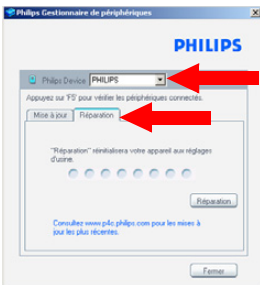 Philips Gestionnaire de périphériques
PHILIPS
Philips Device PHILIPS
Appuyez sur 'F5' pour vérifier les périphériques connectés.
Mise à jour Réparation
"Réparation" réinitialisera votre appareil aux réglages
d'usine.
Réparation
Consultez www.p4c.philips.com pour les mises à
jour les plus récentes.
Fermer